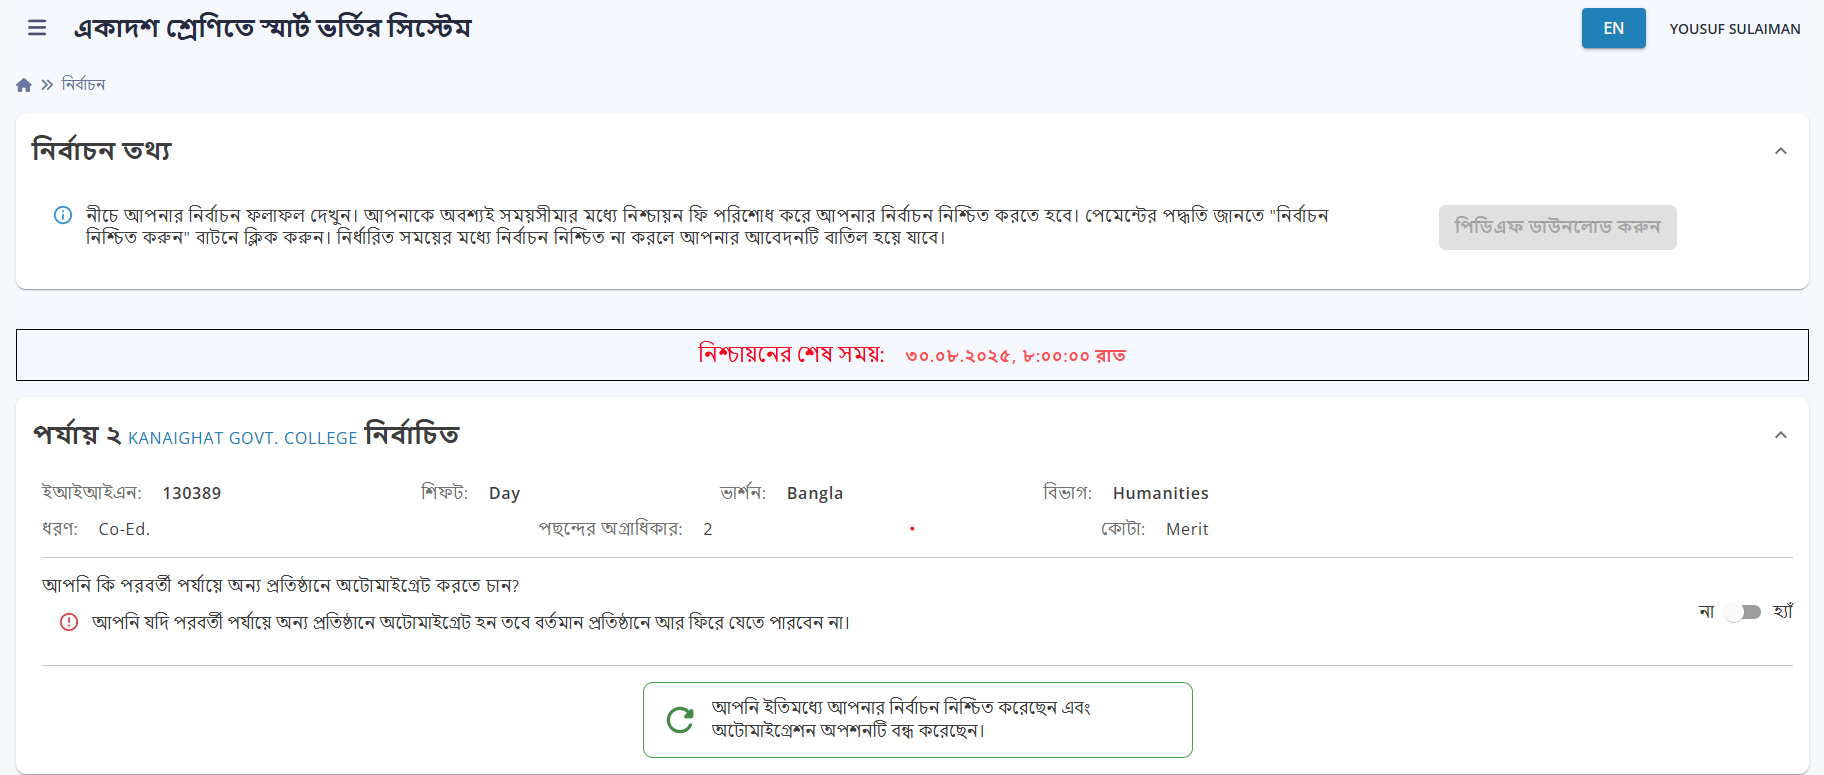 একাদশ শ্রেণিতে স্মার্ট ভর্তির সিস্টেম
EN
YOUSUF SULAIMAN
নির্বাচন
নির্বাচন তথ্য
নীচে আপনার নির্বাচন ফলাফল দেখুন। আপনাকে অবশ্যই সময়সীমার মধ্যে নিশ্চায়ন ফি পরিশোধ করে আপনার নির্বাচন নিশ্চিত করতে হবে। পেমেন্টের পদ্ধতি জানতে "নির্বাচন
নিশ্চিত করুন" বাটনে ক্লিক করুন। নির্ধারিত সময়ের মধ্যে নির্বাচন নিশ্চিত না করলে আপনার আবেদনটি বাতিল হয়ে যাবে।
পিডিএফ ডাউনলোড করুন
নিশ্চায়নের শেষ সময়: ৩০.০৮.২০২৫, ৮:০০:০০ রাত
পর্যায় ২ KANAIGHAT GOVT. COLLEGE নির্বাচিত
ইআইআইএন: 130389 শিফট: Day ভার্শন: Bangla বিভাগ: Humanities
ধরণ: Co-Ed. পছন্দের অগ্রাধিকার: 2 কোটা: Merit
আপনি কি পরবর্তী পর্যায়ে অন্য প্রতিষ্ঠানে অটোমাইগ্রেট করতে চান?
আপনি যদি পরবর্তী পর্যায়ে অন্য প্রতিষ্ঠানে অটোমাইগ্রেট হন তবে বর্তমান প্রতিষ্ঠানে আর ফিরে যেতে পারবেন না।
না হ্যাঁ
আপনি ইতিমধ্যে আপনার নির্বাচন নিশ্চিত করেছেন এবং
অটোমাইগ্রেশন অপশনটি বন্ধ করেছেন।